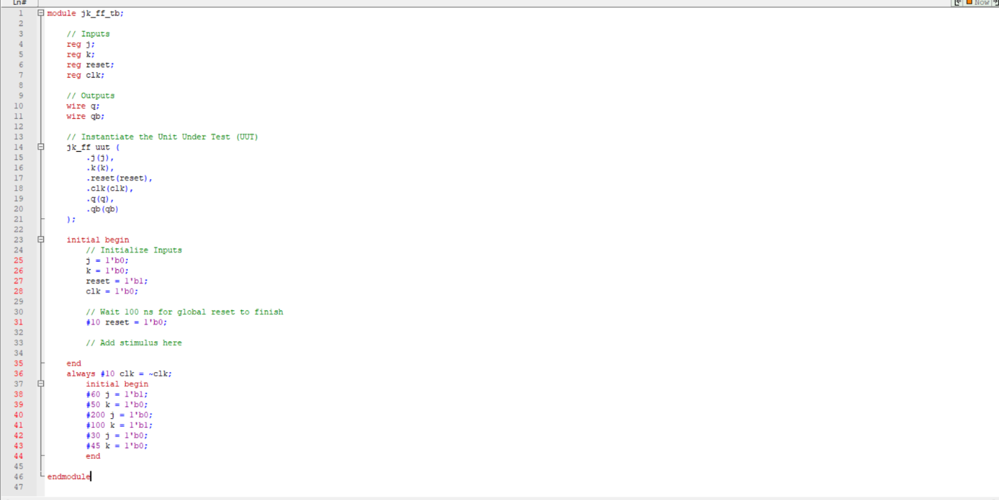 Ln#
Now
1 module jk_ff_tb;
2
3 // Inputs
4 reg j;
5 reg k;
6 reg reset;
7 reg clk;
8
9 // Outputs
10 wire q;
11 wire qb;
12
13 // Instantiate the Unit Under Test (UUT)
14 jk_ff uut (
15 .j(j),
16 .k(k),
17 .reset(reset),
18 .clk(clk),
19 .q(q),
20 .qb(qb)
21 );
22
23 initial begin
24 // Initialize Inputs
25 j = 1'b0;
26 k = 1'b0;
27 reset = 1'b1;
28 clk = 1'b0;
29
30 // Wait 100 ns for global reset to finish
31 #10 reset = 1'b0;
32
33 // Add stimulus here
34
35 end
36 always #10 clk = ~clk;
37 initial begin
38 #60 j = 1'b1;
39 #50 k = 1'b0;
40 #200 j = 1'b0;
41 #100 k = 1'b1;
42 #30 j = 1'b0;
43 #45 k = 1'b0;
44 end
45
46 endmodule
47